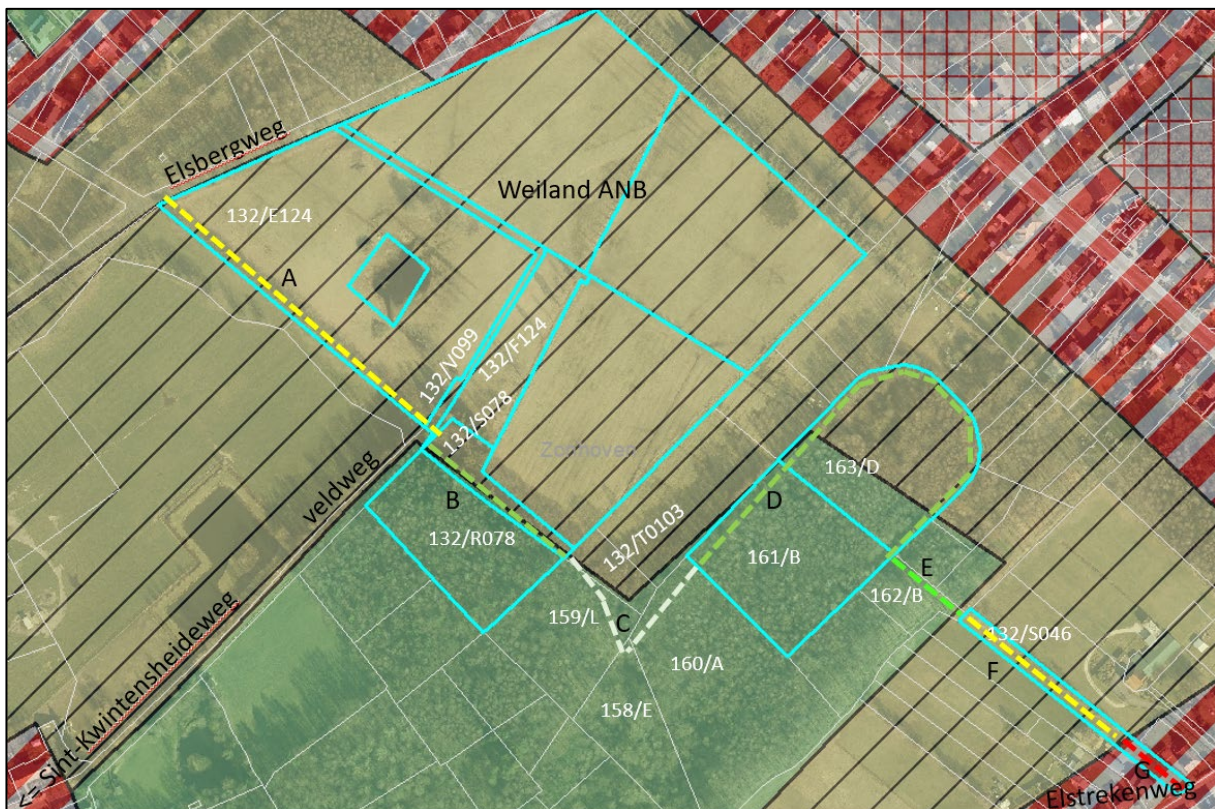 Elsbergweg
Weiland ANB
132/E124
A
132/N099
132/F124
132/S078
Zonhoven
163/D
veldweg
B
D
132/R078
132/T0103
161/B
E
162/B
159/L
C
132/S046
160/A
F
158/E
<= Sint-Kwintensheideweg
G
Elstrekenweg